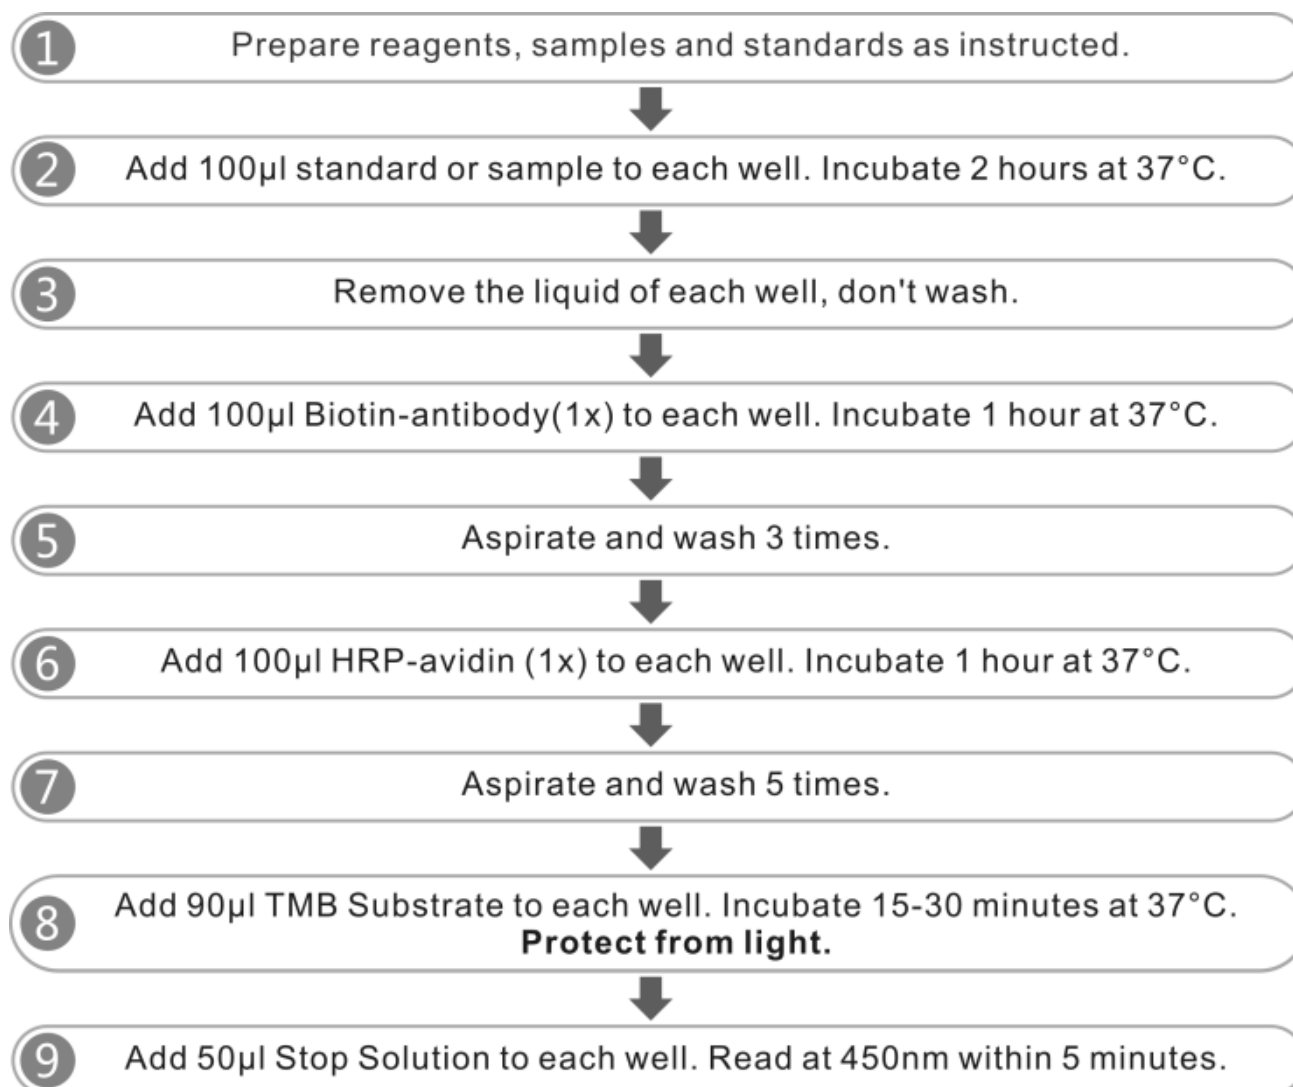 1 Prepare reagents, samples and standards as instructed.
2 Add 100µl standard or sample to each well. Incubate 2 hours at 37°C.
3 Remove the liquid of each well, don't wash.
4 Add 100µl Biotin-antibody(1x) to each well. Incubate 1 hour at 37°C.
5 Aspirate and wash 3 times.
6 Add 100µl HRP-avidin (1x) to each well. Incubate 1 hour at 37°C.
7 Aspirate and wash 5 times.
8 Add 90µl TMB Substrate to each well. Incubate 15-30 minutes at 37°C.
Protect from light.
9 Add 50µl Stop Solution to each well. Read at 450nm within 5 minutes.